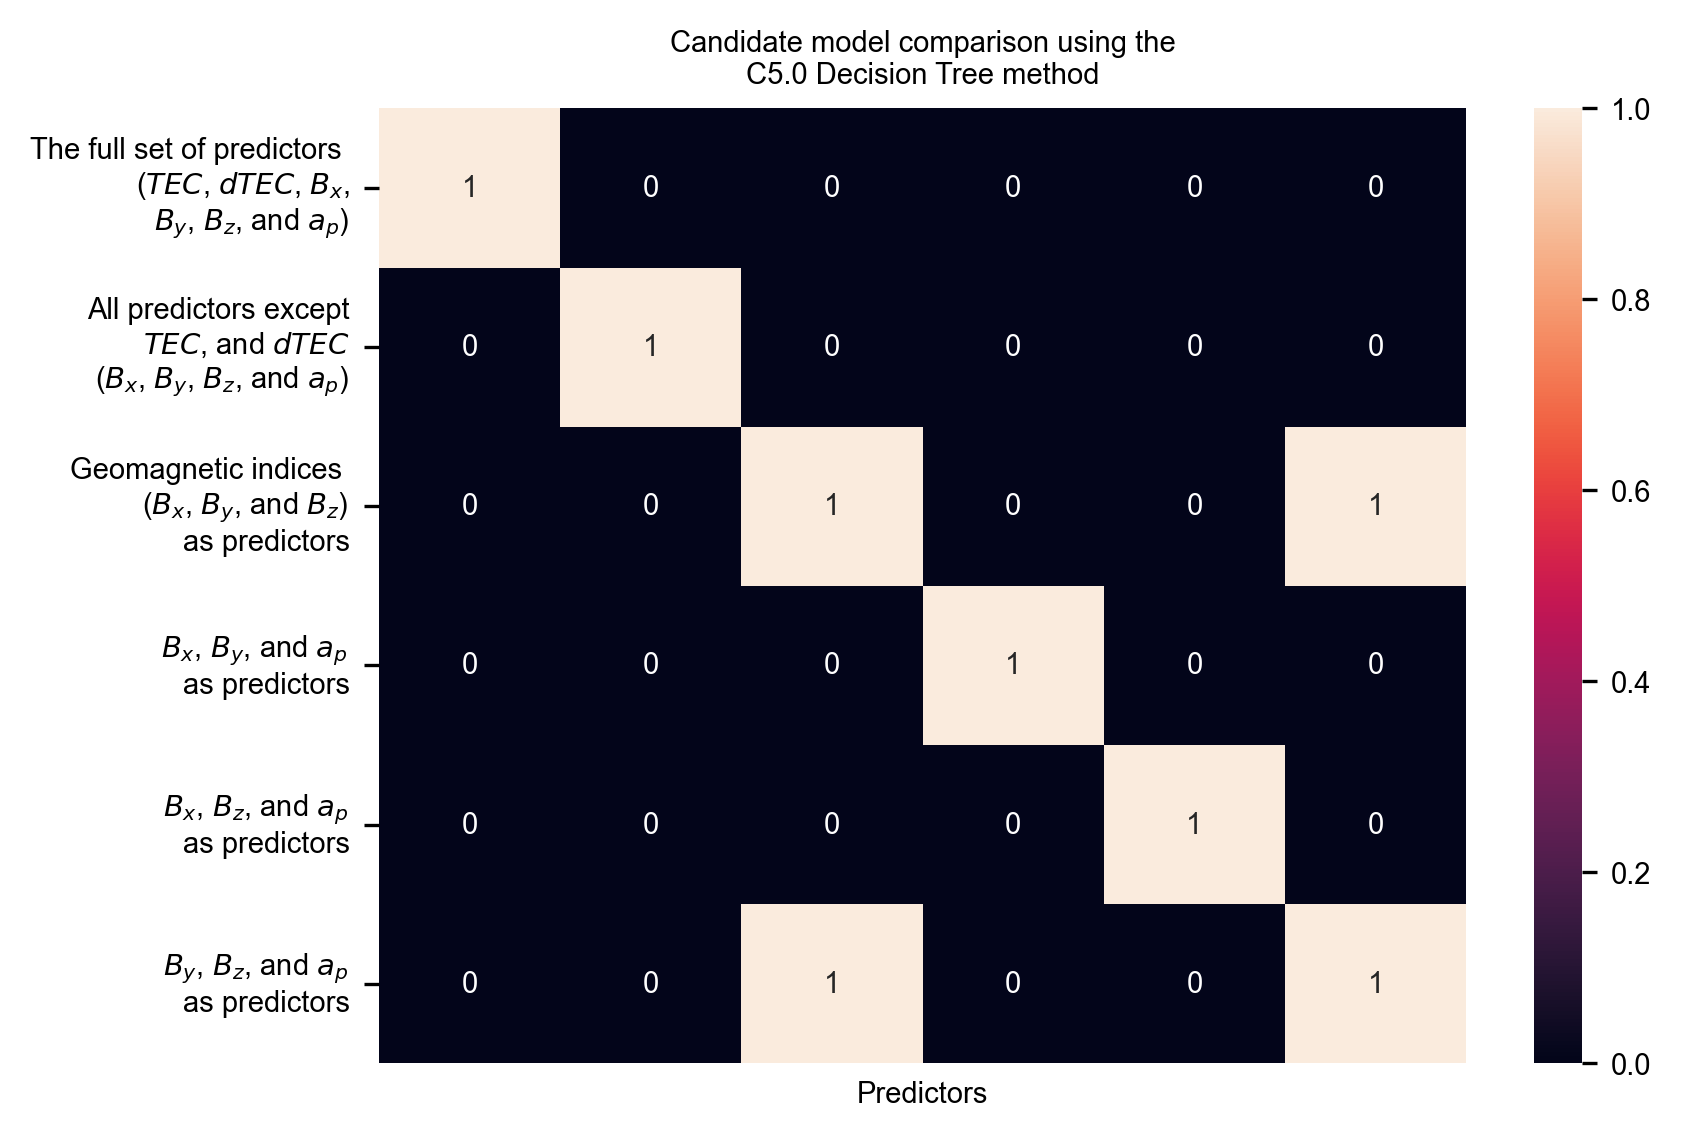 Candidate model comparison using the
C5.0 Decision Tree method
The full set of predictors
(TEC, dTEC, Bx,
By, Bz, and ap)
1 0 0 0 0 0
All predictors except
TEC, and dTEC
(Bx, By, Bz, and ap)
0 1 0 0 0 0
Geomagnetic indices
(Bx, By, and Bz)
as predictors
0 0 1 0 0 1
Bx, By, and ap
as predictors
0 0 0 1 0 0
Bx, Bz, and ap
as predictors
0 0 0 0 1 0
By, Bz, and ap
as predictors
0 0 1 0 0 1
Predictors
1.0
0.8
0.6
0.4
0.2
0.0